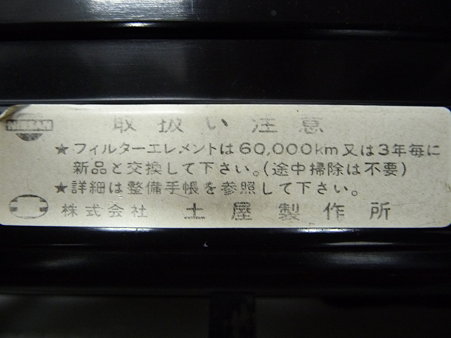 NISSAN 取扱い注意
★フィルターエレメントは60,000km又は3年毎に
新品と交換して下さい。(途中掃除は不要)
★詳細は整備手帳を参照して下さい。
株式会社 土屋製作所